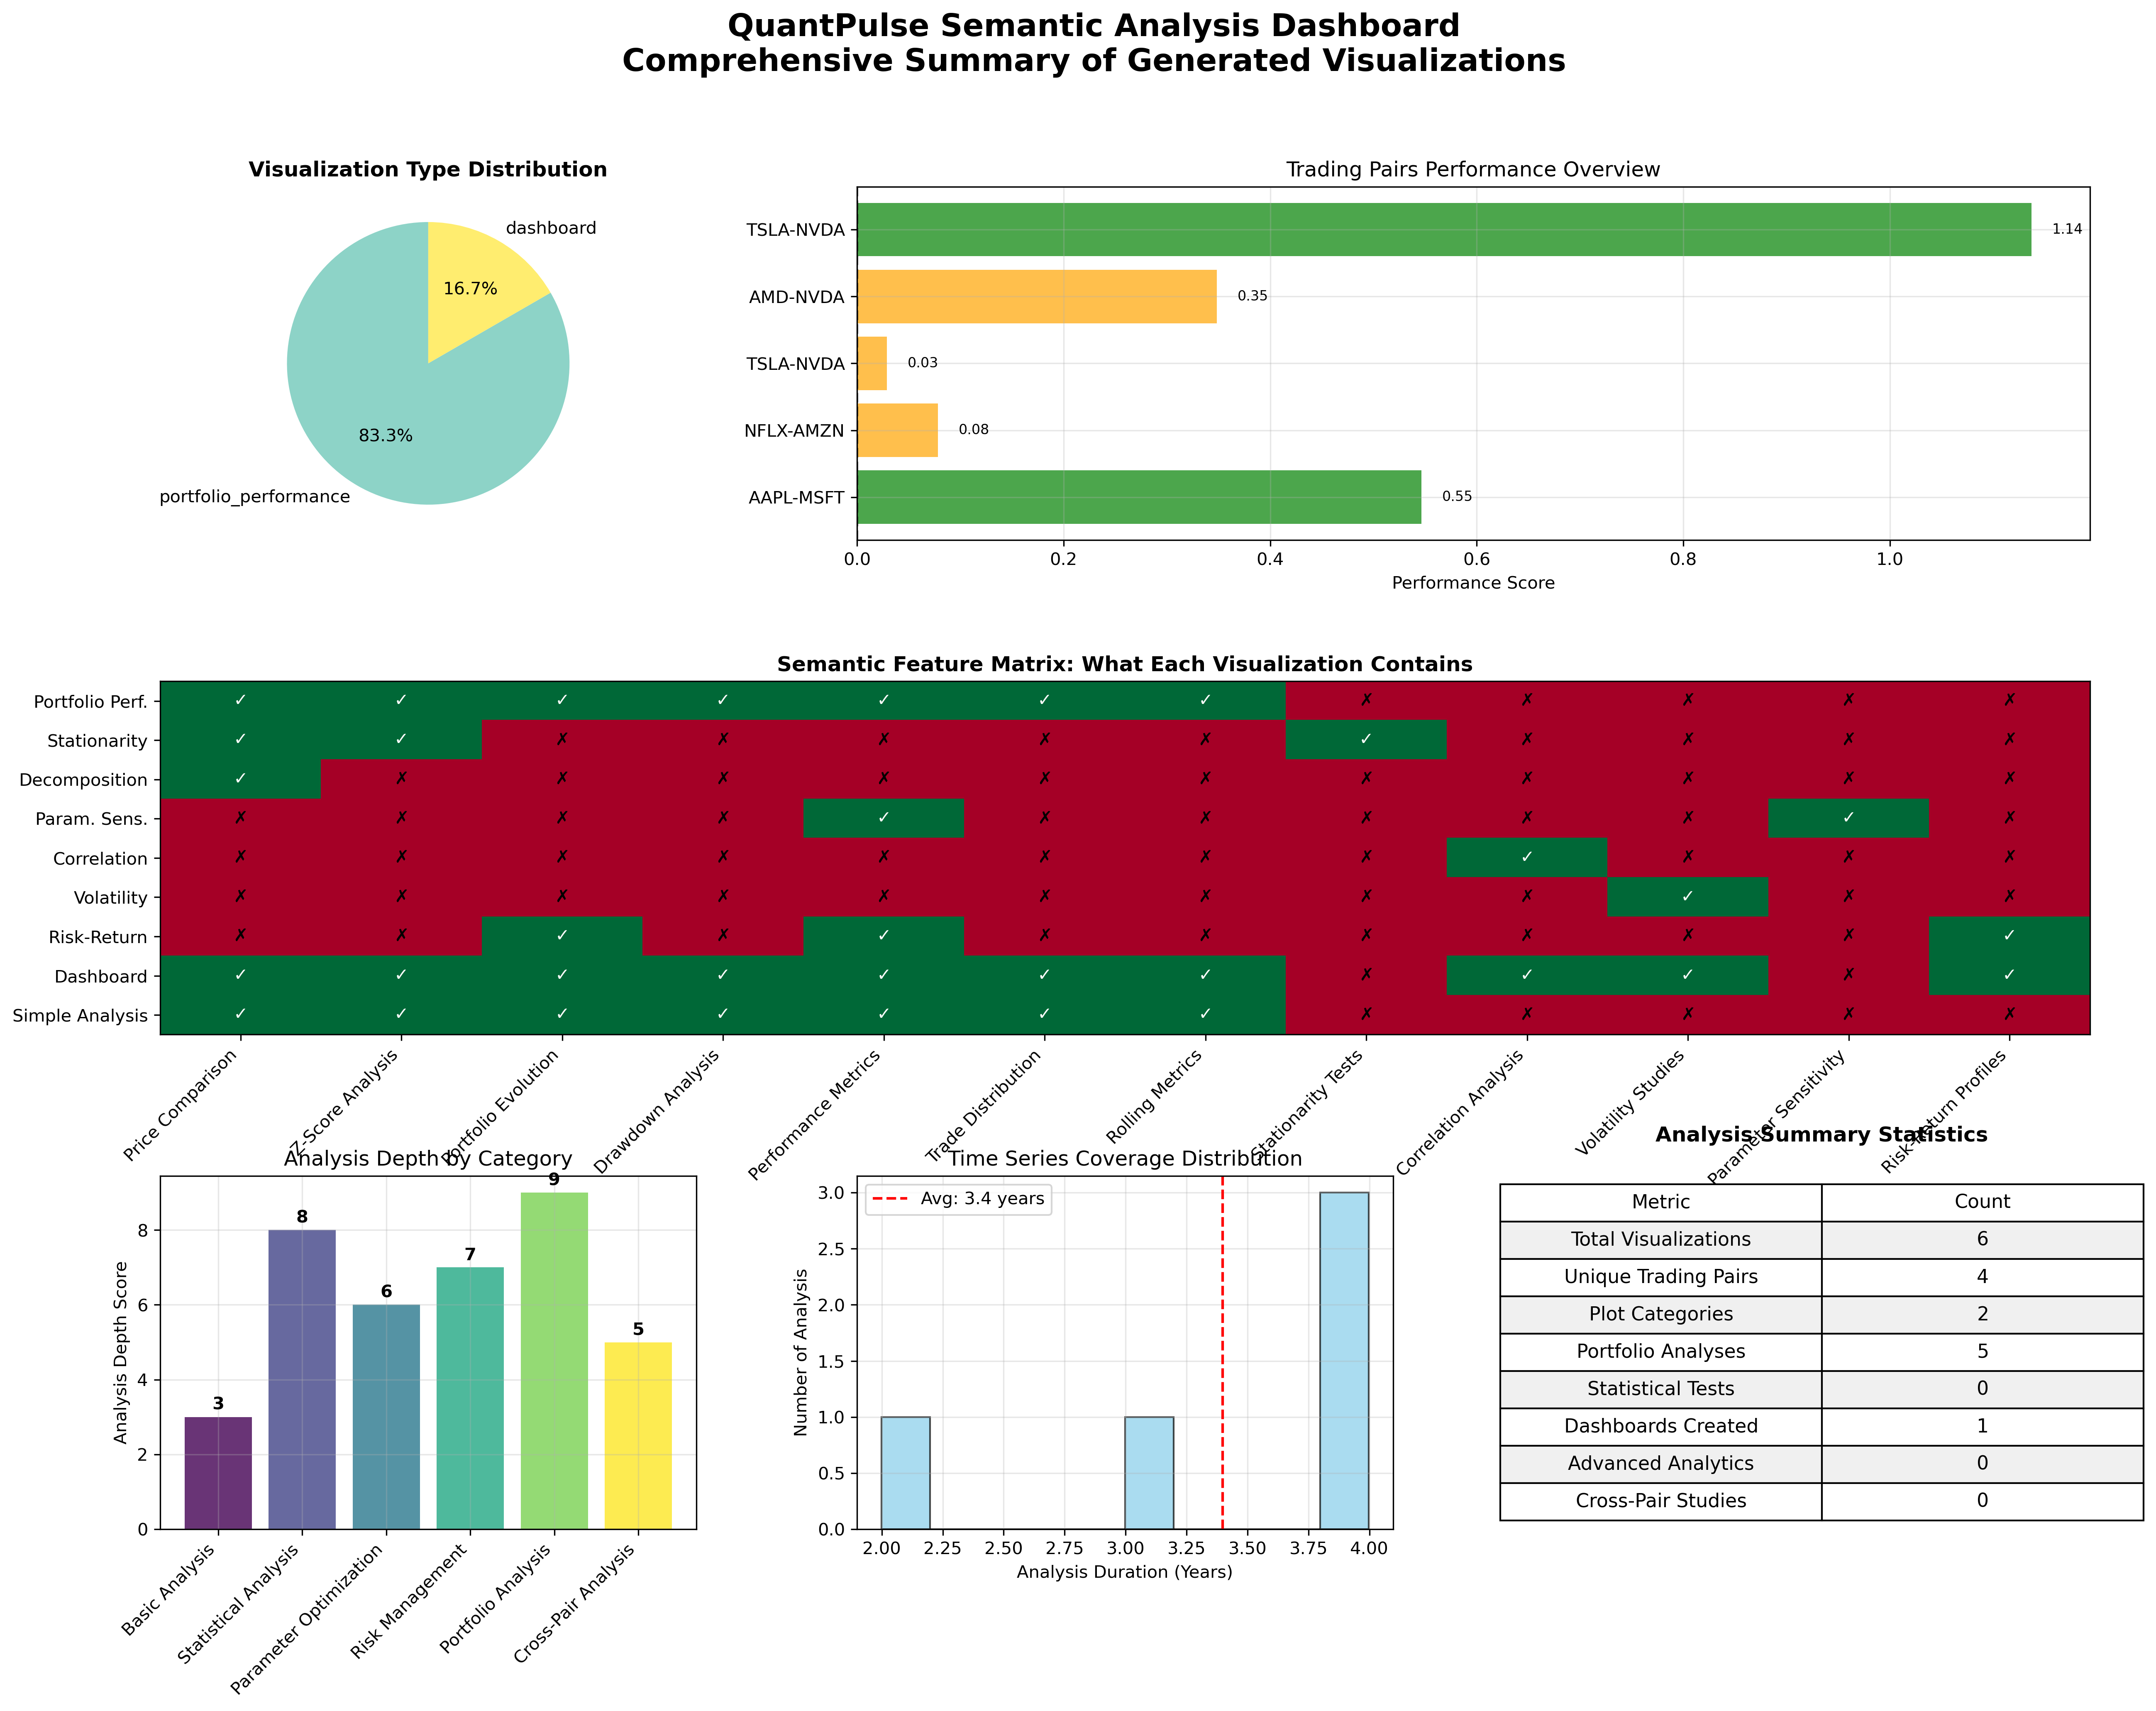 QuantPulse Semantic Analysis Dashboard
Comprehensive Summary of Generated Visualizations
Visualization Type Distribution
dashboard
16.7%
83.3%
portfolio_performance
Trading Pairs Performance Overview
TSLA-NVDA 1.14
AMD-NVDA 0.35
TSLA-NVDA 0.03
NFLX-AMZN 0.08
AAPL-MSFT 0.55
0.0 0.2 0.4 0.6 0.8 1.0
Performance Score
Semantic Feature Matrix: What Each Visualization Contains
Portfolio Perf. ✓ ✓ ✓ ✓ ✓ ✓ ✓ ✗ ✗ ✗ ✗ ✗
Stationarity ✓ ✓ ✗ ✗ ✗ ✗ ✗ ✓ ✗ ✗ ✗ ✗
Decomposition ✓ ✗ ✗ ✗ ✗ ✗ ✗ ✗ ✗ ✗ ✗ ✗
Param. Sens. ✗ ✗ ✗ ✗ ✓ ✗ ✗ ✗ ✗ ✗ ✓ ✗
Correlation ✗ ✗ ✗ ✗ ✗ ✗ ✗ ✗ ✓ ✗ ✗ ✗
Volatility ✗ ✗ ✗ ✗ ✗ ✗ ✗ ✗ ✗ ✓ ✗ ✗
Risk-Return ✗ ✗ ✓ ✗ ✓ ✗ ✗ ✗ ✗ ✗ ✗ ✓
Dashboard ✓ ✓ ✓ ✓ ✓ ✓ ✓ ✗ ✓ ✓ ✗ ✓
Simple Analysis ✓ ✓ ✓ ✓ ✓ ✓ ✓ ✗ ✗ ✗ ✗ ✗
Price Comparison
Z-Score Analysis
Portfolio Evolution
Drawdown Analysis
Performance Metrics
Trade Distribution
Rolling Metrics
Stationarity Tests
Correlation Analysis
Volatility Studies
Parameter Sensitivity
Risk-Return Profiles
Analysis Depth by Category
Analysis Depth Score
0
2
4
6
8
3
8
6
7
9
5
Basic Analysis
Statistical Analysis
Parameter Optimization
Risk Management
Portfolio Analysis
Cross-Pair Analysis
Time Series Coverage Distribution
Avg: 3.4 years
Number of Analysis
3.0
2.5
2.0
1.5
1.0
0.5
0.0
2.00 2.25 2.50 2.75 3.00 3.25 3.50 3.75 4.00
Analysis Duration (Years)
Analysis Summary Statistics
Metric Count
Total Visualizations 6
Unique Trading Pairs 4
Plot Categories 2
Portfolio Analyses 5
Statistical Tests 0
Dashboards Created 1
Advanced Analytics 0
Cross-Pair Studies 0